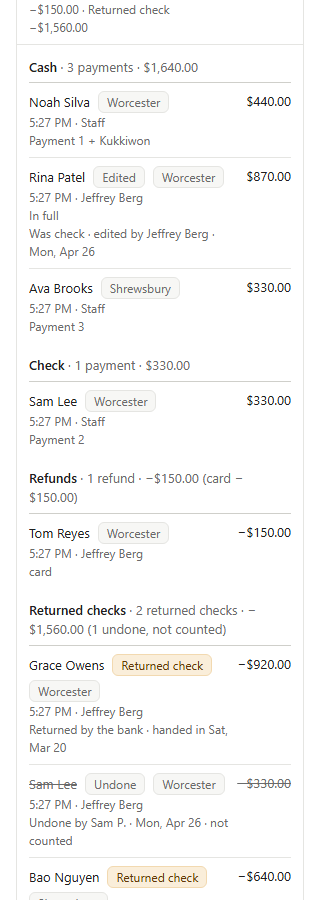 −$150.00 · Returned check
−$1,560.00
Cash · 3 payments · $1,640.00
Noah Silva Worcester $440.00
5:27 PM · Staff
Payment 1 + Kukkiwon
Rina Patel Edited Worcester $870.00
5:27 PM · Jeffrey Berg
In full
Was check · edited by Jeffrey Berg ·
Mon, Apr 26
Ava Brooks Shrewsbury $330.00
5:27 PM · Staff
Payment 3
Check · 1 payment · $330.00
Sam Lee Worcester $330.00
5:27 PM · Staff
Payment 2
Refunds · 1 refund · −$150.00 (card −
$150.00)
Tom Reyes Worcester −$150.00
5:27 PM · Jeffrey Berg
card
Returned checks · 2 returned checks · −
$1,560.00 (1 undone, not counted)
Grace Owens Returned check −$920.00
Worcester
5:27 PM · Jeffrey Berg
Returned by the bank · handed in Sat,
Mar 20
Sam Lee Undone Worcester −$330.00
5:27 PM · Jeffrey Berg
Undone by Sam P. · Mon, Apr 26 · not
counted
Bao Nguyen Returned check −$640.00